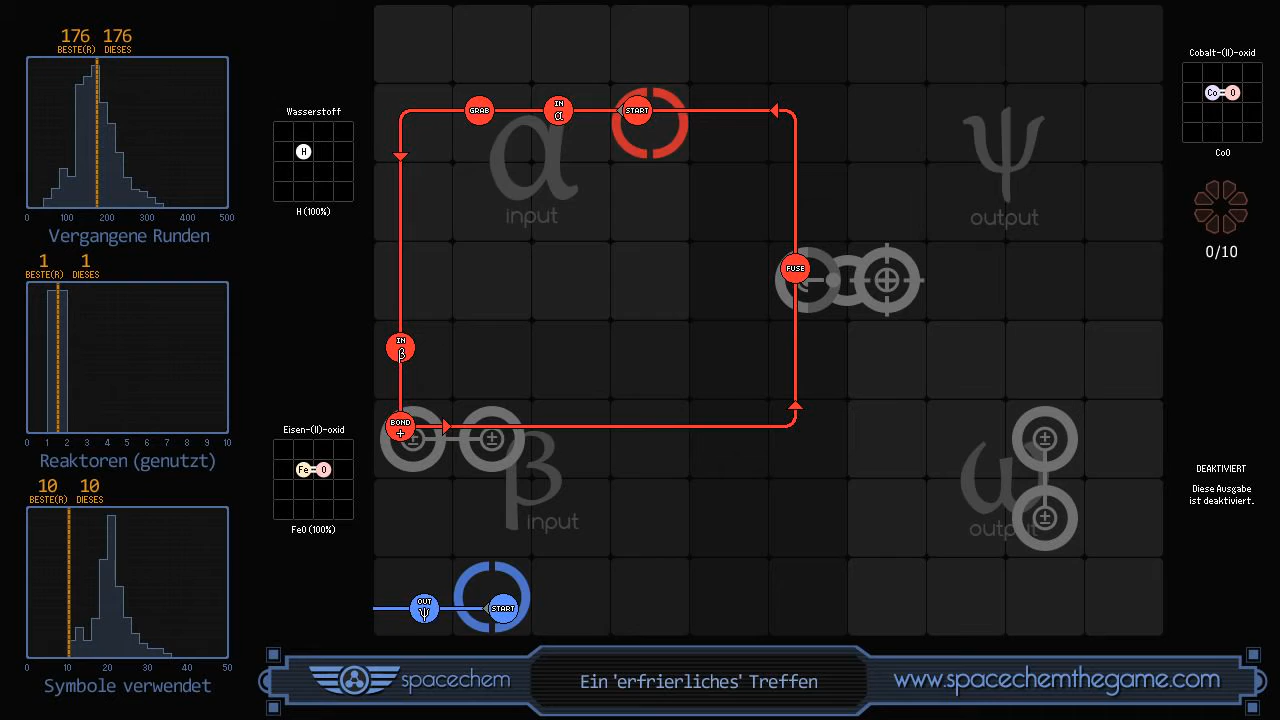 176 176
BESTE(R) DIESES
0 100 200 300 400 500
Vergangene Runden
1 1
BESTE(R) DIESES
0 1 2 3 4 5 6 7 8 9 10
Reaktoren (genutzt)
10 10
BESTE(R) DIESES
0 10 20 30 40 50
Symbole verwendet
Wasserstoff
H
H (100%)
Eisen-(II)-oxid
Fe=O
FeO (100%)
GRAB
IN
α
START
α
input
ψ
output
FUSE
IN
β
BOND
+
β
input
ω
output
OUT
ψ
START
Cobalt-(II)-oxid
Co=O
CoO
0/10
DEAKTIVIERT
Diese Ausgabe
ist deaktiviert.
spacechem
Ein 'erfrierliches' Treffen
www.spacechemthegame.com